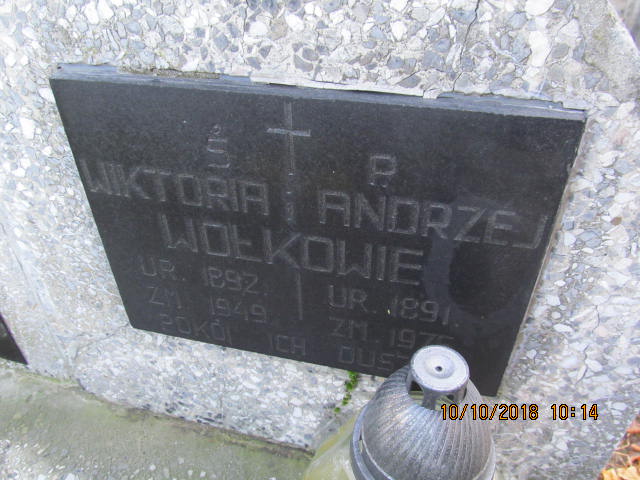 Ś P
WIKTORIA i ANDRZEJ
WOŁKOWIE
UR. 1892. UR. 1891.
ZM. 1949 ZM.
POKÓJ ICH
10/10/2018 10:14